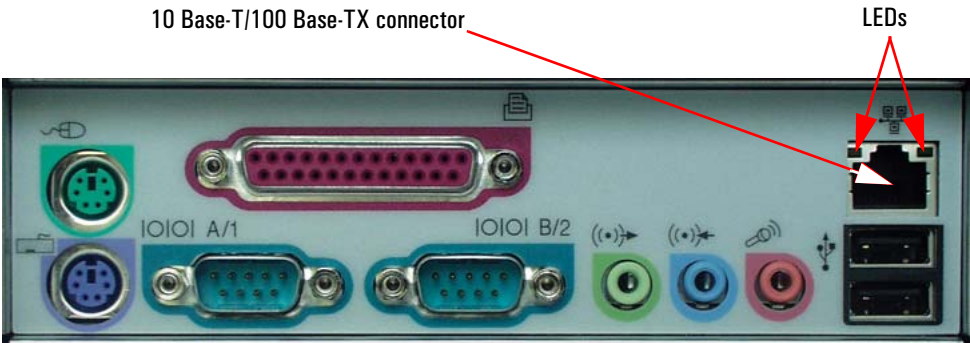 10 Base-T/100 Base-TX connector
LEDs
IOIOI A/1
IOIOI B/2